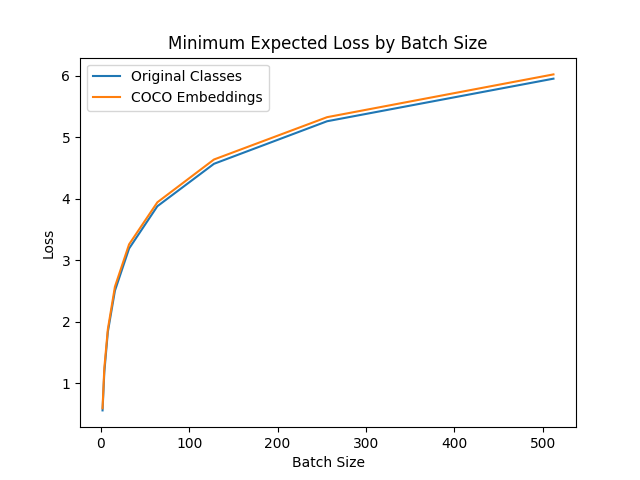 Minimum Expected Loss by Batch Size
Original Classes
COCO Embeddings
6
5
4
3
2
1
Loss
0 100 200 300 400 500
Batch Size